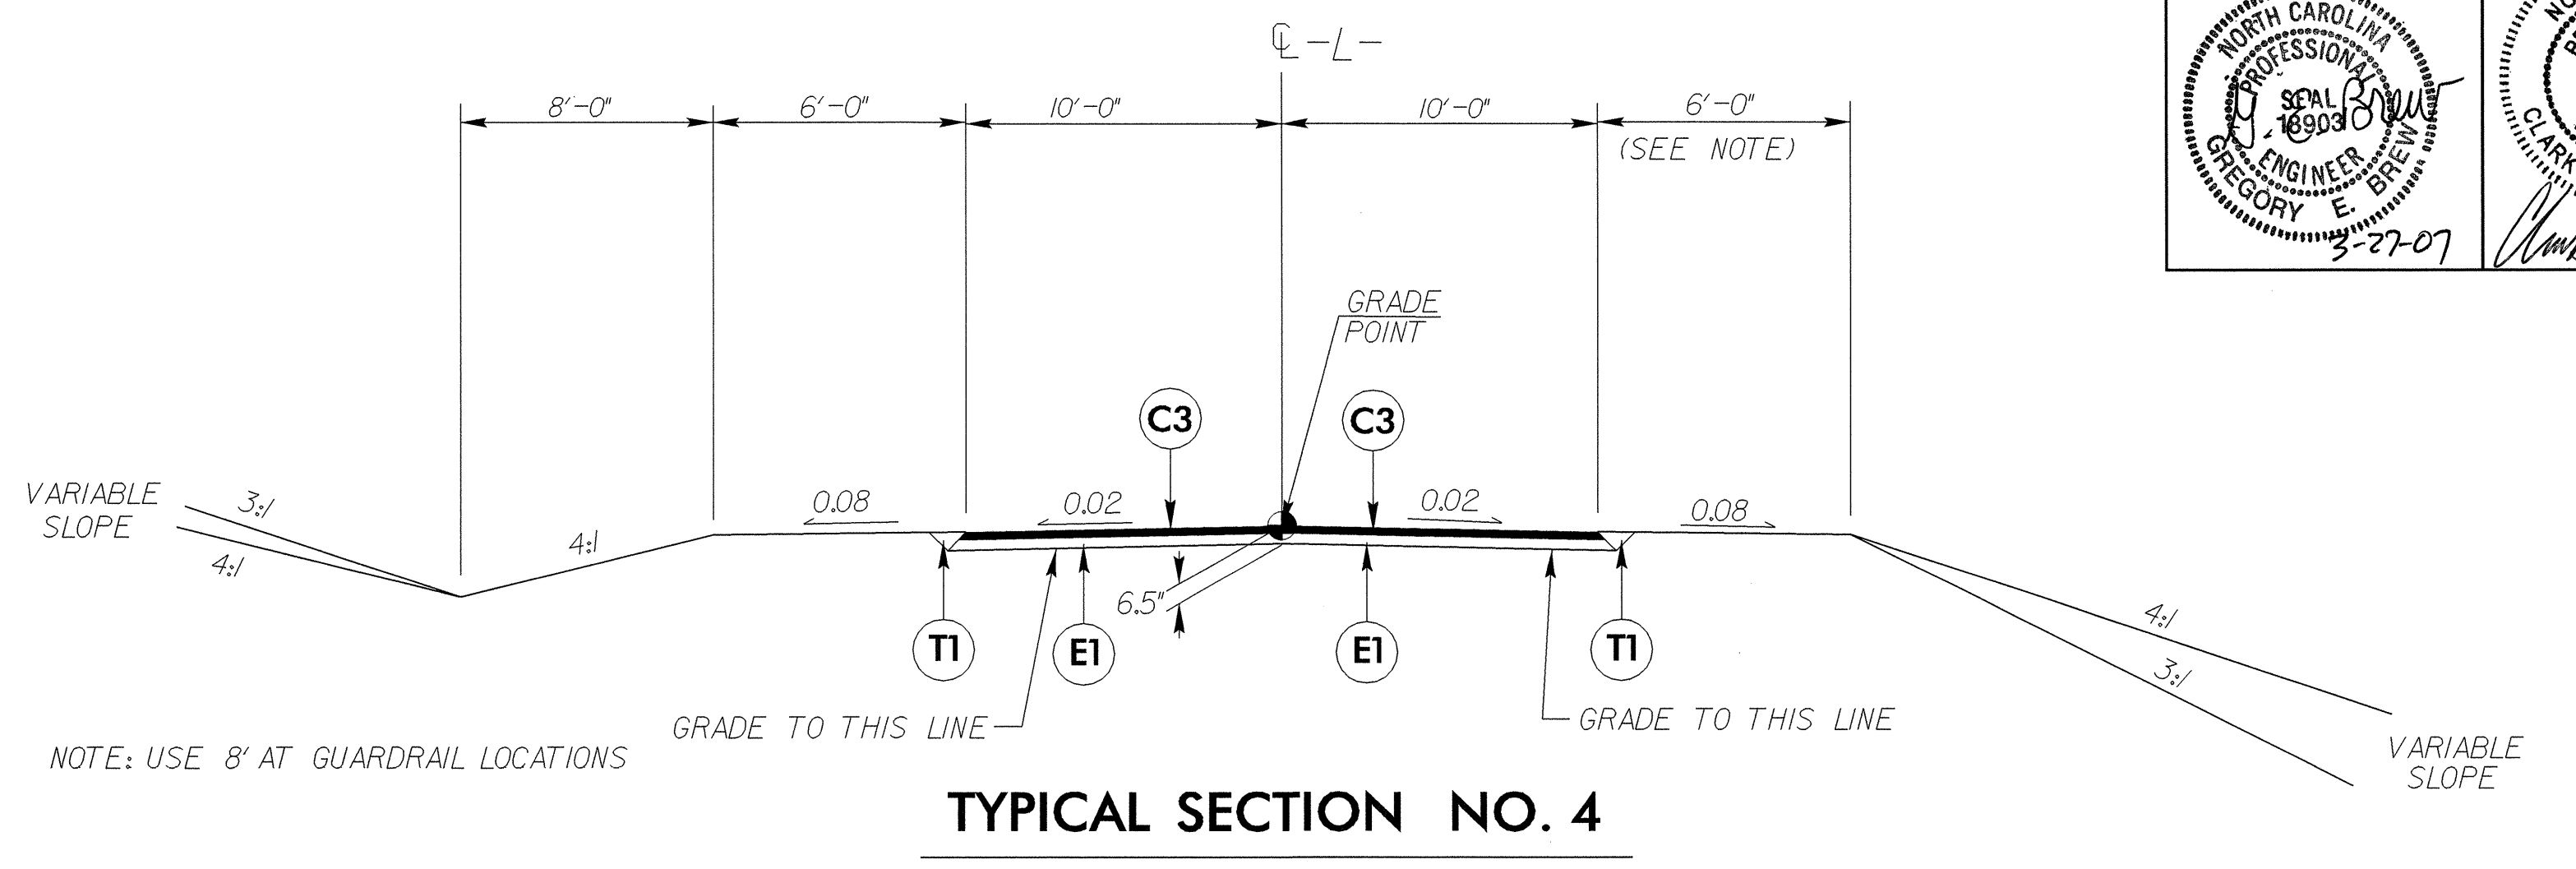 ℄ -L-
8'-0" 6'-0" 10'-0" 10'-0" 6'-0"
(SEE NOTE)
NORTH CAROLINA
PROFESSIONAL
SEAL
18903
ENGINEER
GREGORY E. BREW
3-27-07
CLARK
GRADE
POINT
C3 C3
VARIABLE
SLOPE
3:1
4:1
4:1
0.08 0.02 0.02 0.08
6.5"
T1 E1 E1 T1
4:1
3:1
GRADE TO THIS LINE GRADE TO THIS LINE
VARIABLE
SLOPE
NOTE: USE 8' AT GUARDRAIL LOCATIONS
TYPICAL SECTION NO. 4